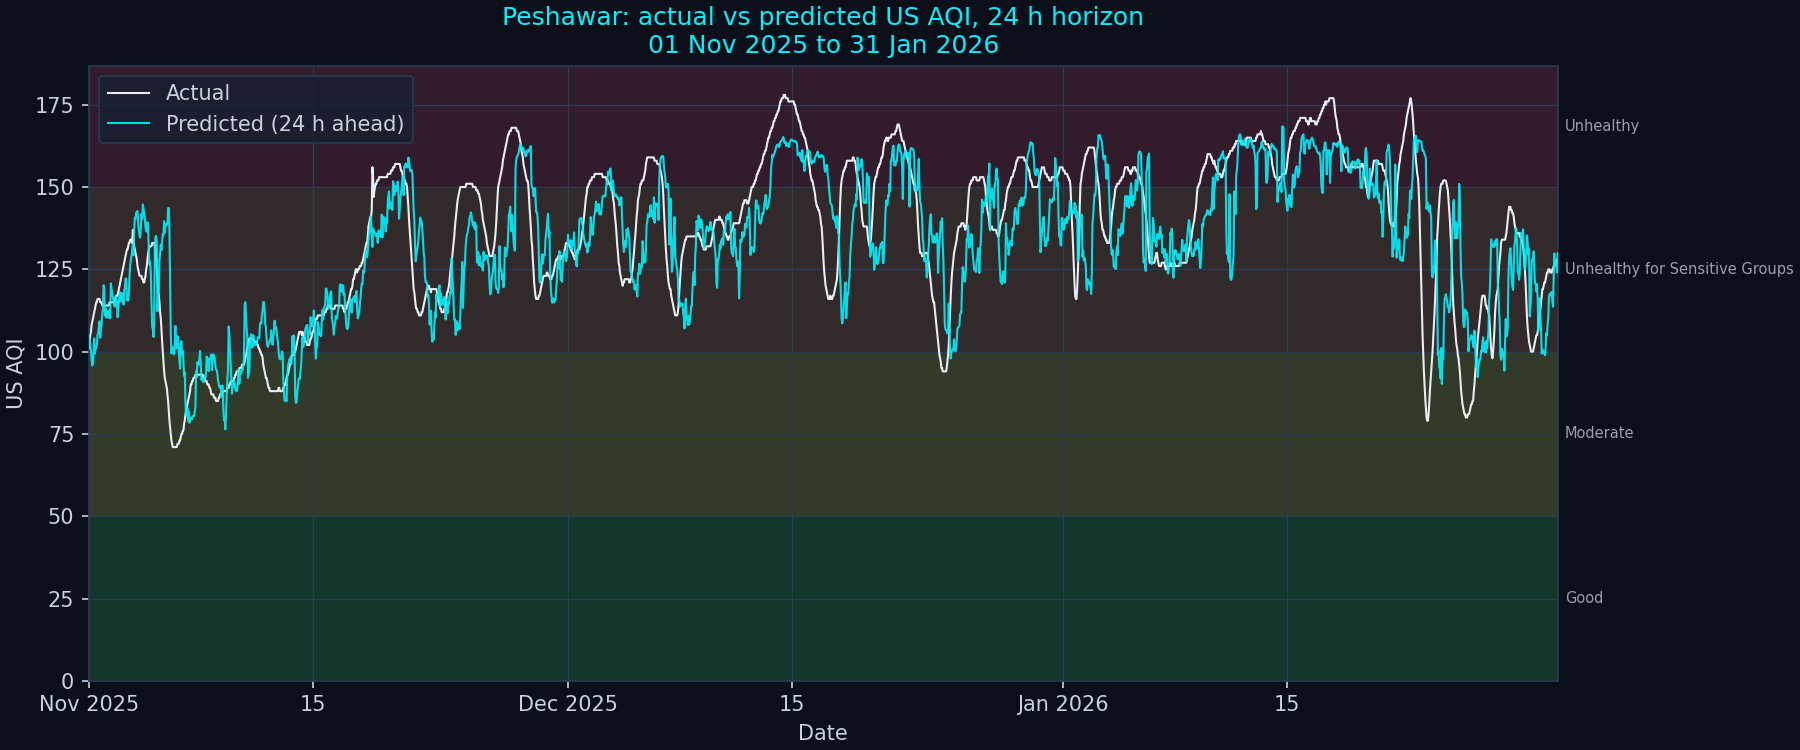 Peshawar: actual vs predicted US AQI, 24 h horizon
01 Nov 2025 to 31 Jan 2026
Actual
Predicted (24 h ahead)
175
150
125
100
75
50
25
0
US AQI
Unhealthy
Unhealthy for Sensitive Groups
Moderate
Good
Nov 2025
15
Dec 2025
15
Jan 2026
15
Date